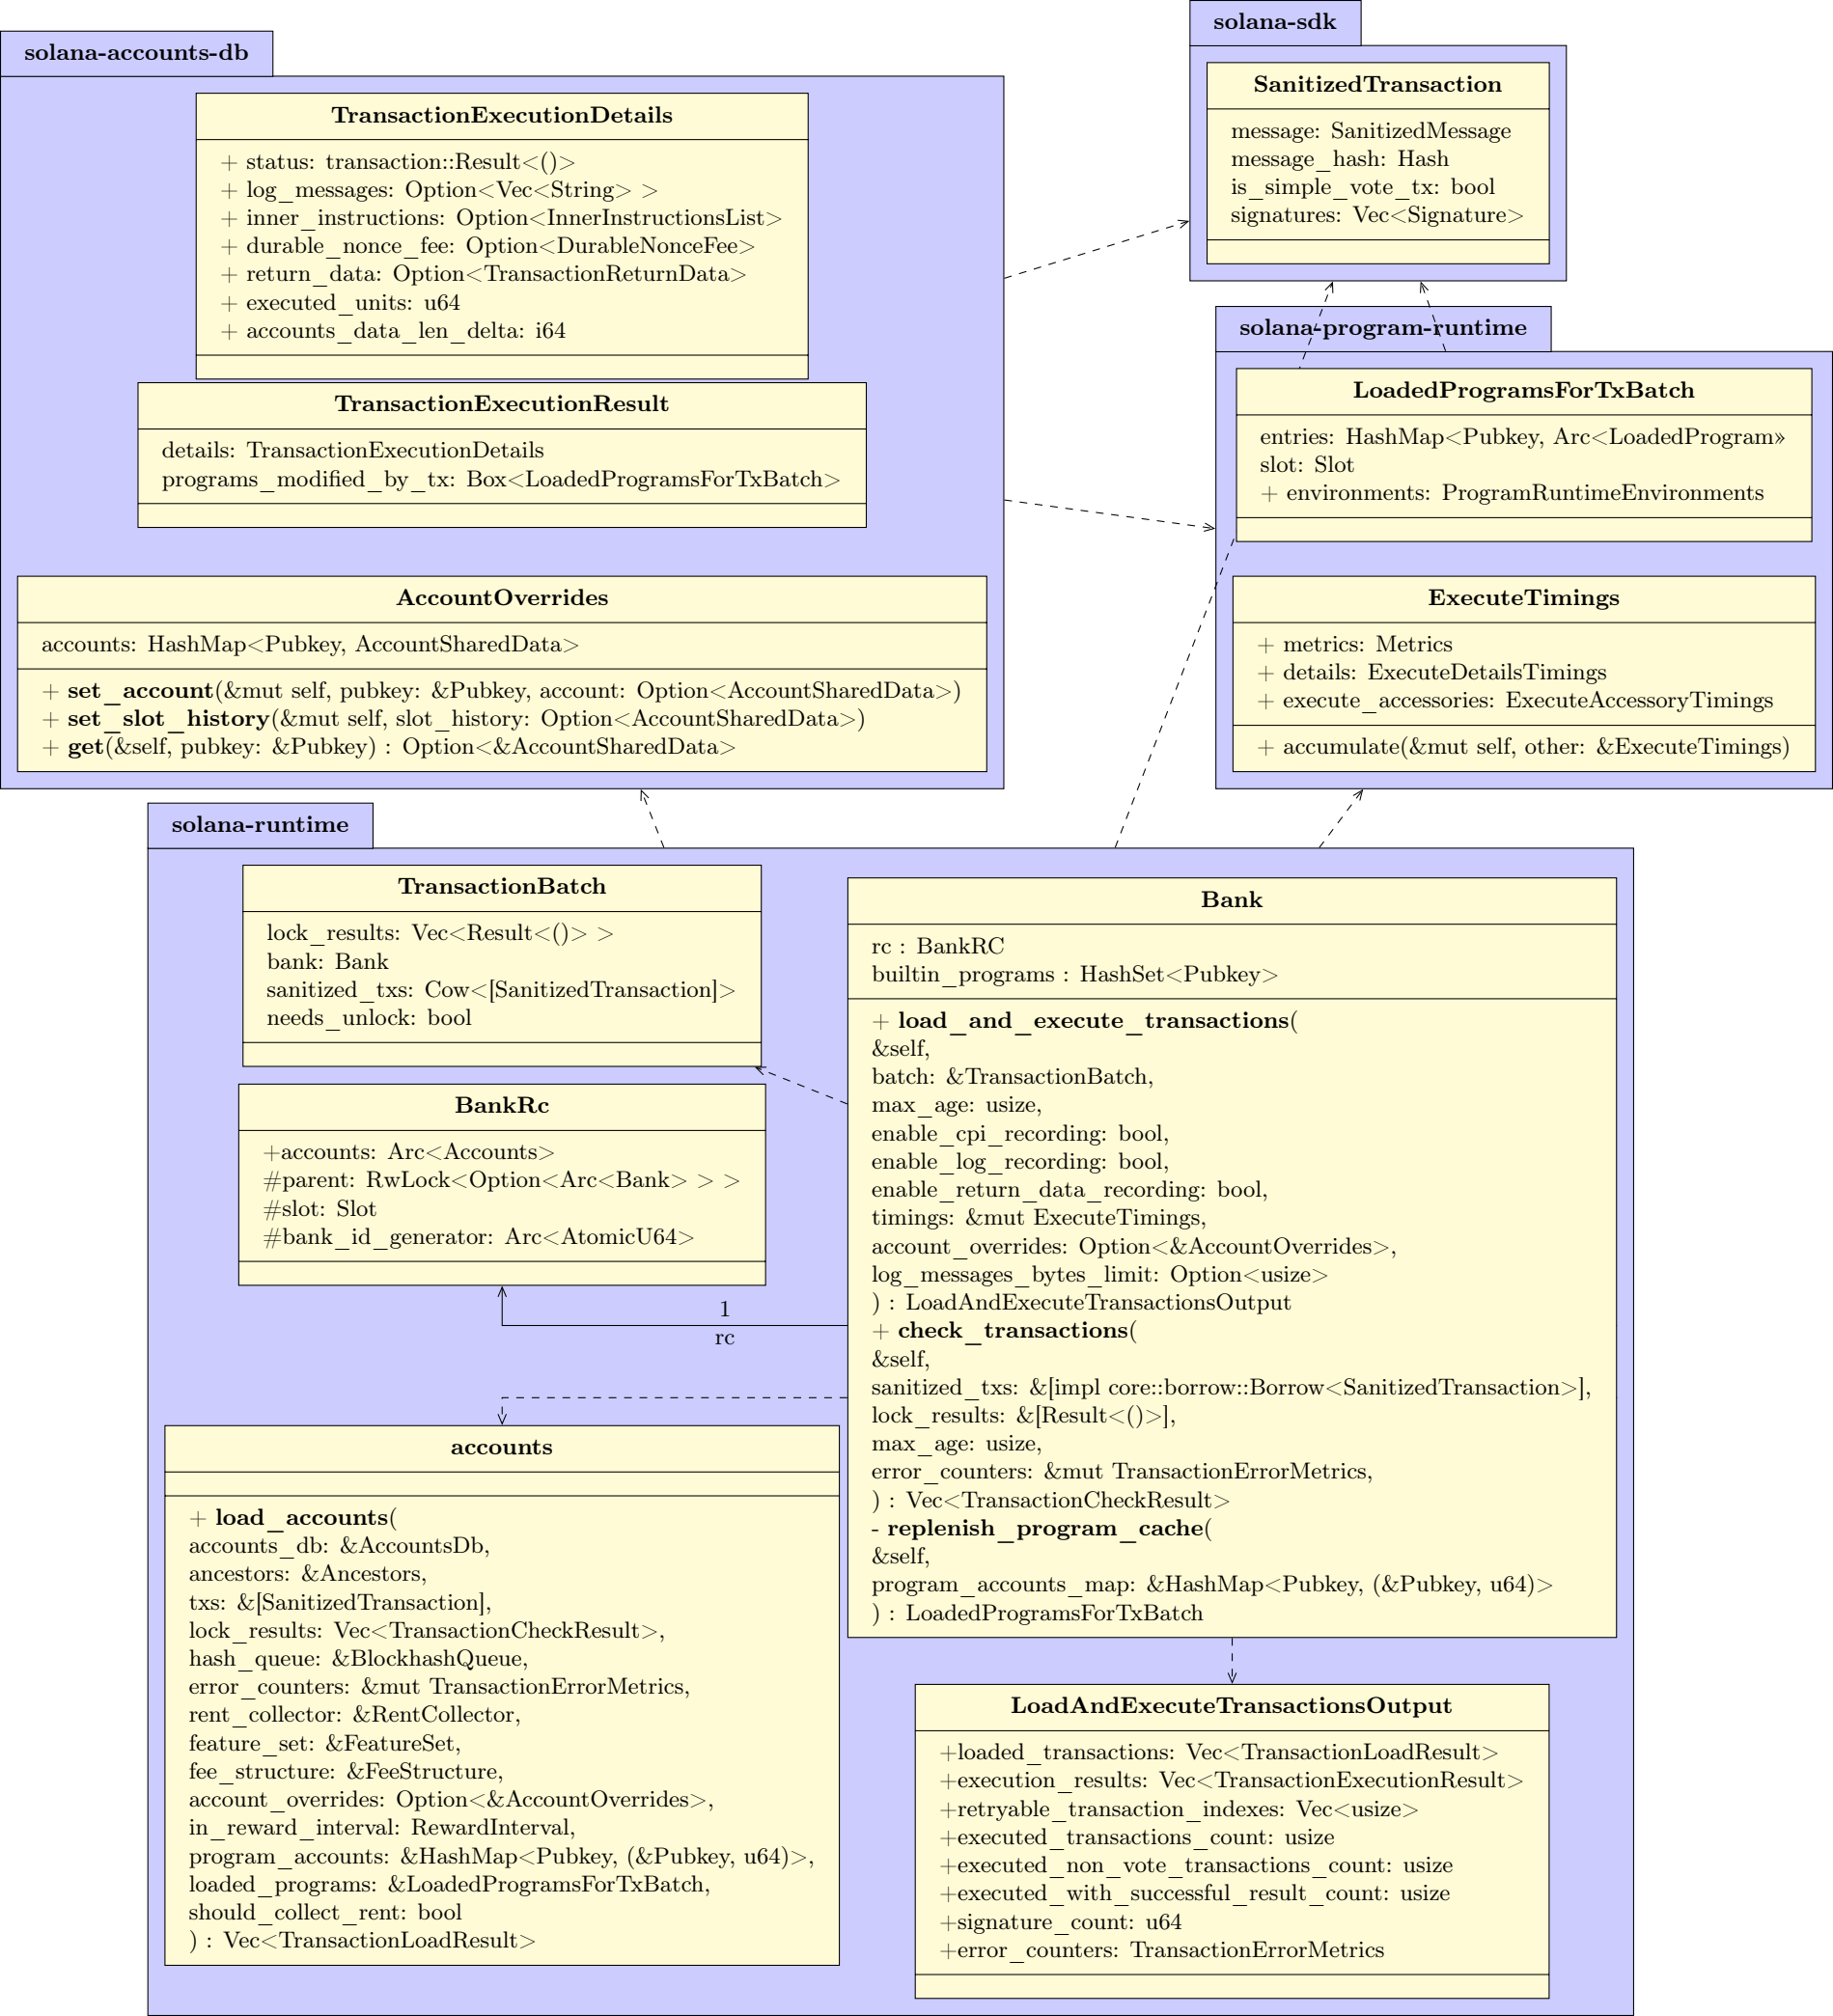 solana-accounts-db
TransactionExecutionDetails
+ status: transaction::Result<()>
+ log_messages: Option<Vec<String> >
+ inner_instructions: Option<InnerInstructionsList>
+ durable_nonce_fee: Option<DurableNonceFee>
+ return_data: Option<TransactionReturnData>
+ executed_units: u64
+ accounts_data_len_delta: i64
TransactionExecutionResult
details: TransactionExecutionDetails
programs_modified_by_tx: Box<LoadedProgramsForTxBatch>
AccountOverrides
accounts: HashMap<Pubkey, AccountSharedData>
+ set_account(&mut self, pubkey: &Pubkey, account: Option<AccountSharedData>)
+ set_slot_history(&mut self, slot_history: Option<AccountSharedData>)
+ get(&self, pubkey: &Pubkey) : Option<&AccountSharedData>
solana-sdk
SanitizedTransaction
message: SanitizedMessage
message_hash: Hash
is_simple_vote_tx: bool
signatures: Vec<Signature>
solana-program-runtime
LoadedProgramsForTxBatch
entries: HashMap<Pubkey, Arc<LoadedProgram»
slot: Slot
+ environments: ProgramRuntimeEnvironments
ExecuteTimings
+ metrics: Metrics
+ details: ExecuteDetailsTimings
+ execute_accessories: ExecuteAccessoryTimings
+ accumulate(&mut self, other: &ExecuteTimings)
solana-runtime
TransactionBatch
lock_results: Vec<Result<()> >
bank: Bank
sanitized_txs: Cow<[SanitizedTransaction]>
needs_unlock: bool
BankRc
+accounts: Arc<Accounts>
#parent: RwLock<Option<Arc<Bank> > >
#slot: Slot
#bank_id_generator: Arc<AtomicU64>
1
rc
accounts
+ load_accounts(
accounts_db: &AccountsDb,
ancestors: &Ancestors,
txs: &[SanitizedTransaction],
lock_results: Vec<TransactionCheckResult>,
hash_queue: &BlockhashQueue,
error_counters: &mut TransactionErrorMetrics,
rent_collector: &RentCollector,
feature_set: &FeatureSet,
fee_structure: &FeeStructure,
account_overrides: Option<&AccountOverrides>,
in_reward_interval: RewardInterval,
program_accounts: &HashMap<Pubkey, (&Pubkey, u64)>,
loaded_programs: &LoadedProgramsForTxBatch,
should_collect_rent: bool
) : Vec<TransactionLoadResult>
Bank
rc : BankRC
builtin_programs : HashSet<Pubkey>
+ load_and_execute_transactions(
&self,
batch: &TransactionBatch,
max_age: usize,
enable_cpi_recording: bool,
enable_log_recording: bool,
enable_return_data_recording: bool,
timings: &mut ExecuteTimings,
account_overrides: Option<&AccountOverrides>,
log_messages_bytes_limit: Option<usize>
) : LoadAndExecuteTransactionsOutput
+ check_transactions(
&self,
sanitized_txs: &[impl core::borrow::Borrow<SanitizedTransaction>],
lock_results: &[Result<()>],
max_age: usize,
error_counters: &mut TransactionErrorMetrics,
) : Vec<TransactionCheckResult>
- replenish_program_cache(
&self,
program_accounts_map: &HashMap<Pubkey, (&Pubkey, u64)>
) : LoadedProgramsForTxBatch
LoadAndExecuteTransactionsOutput
+loaded_transactions: Vec<TransactionLoadResult>
+execution_results: Vec<TransactionExecutionResult>
+retryable_transaction_indexes: Vec<usize>
+executed_transactions_count: usize
+executed_non_vote_transactions_count: usize
+executed_with_successful_result_count: usize
+signature_count: u64
+error_counters: TransactionErrorMetrics